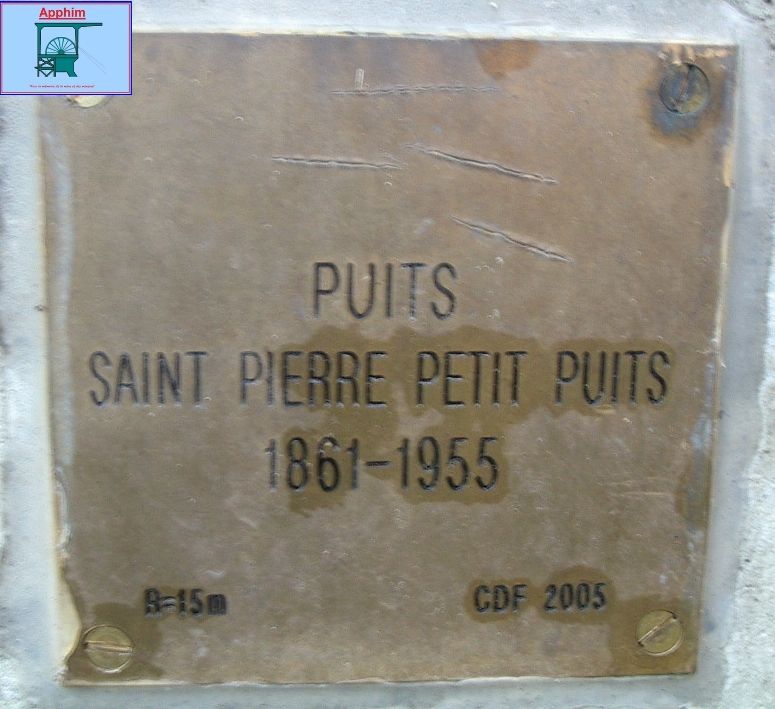 Apphim
PUITS
SAINT PIERRE PETIT PUITS
1861-1955
R=15m
CDF 2005